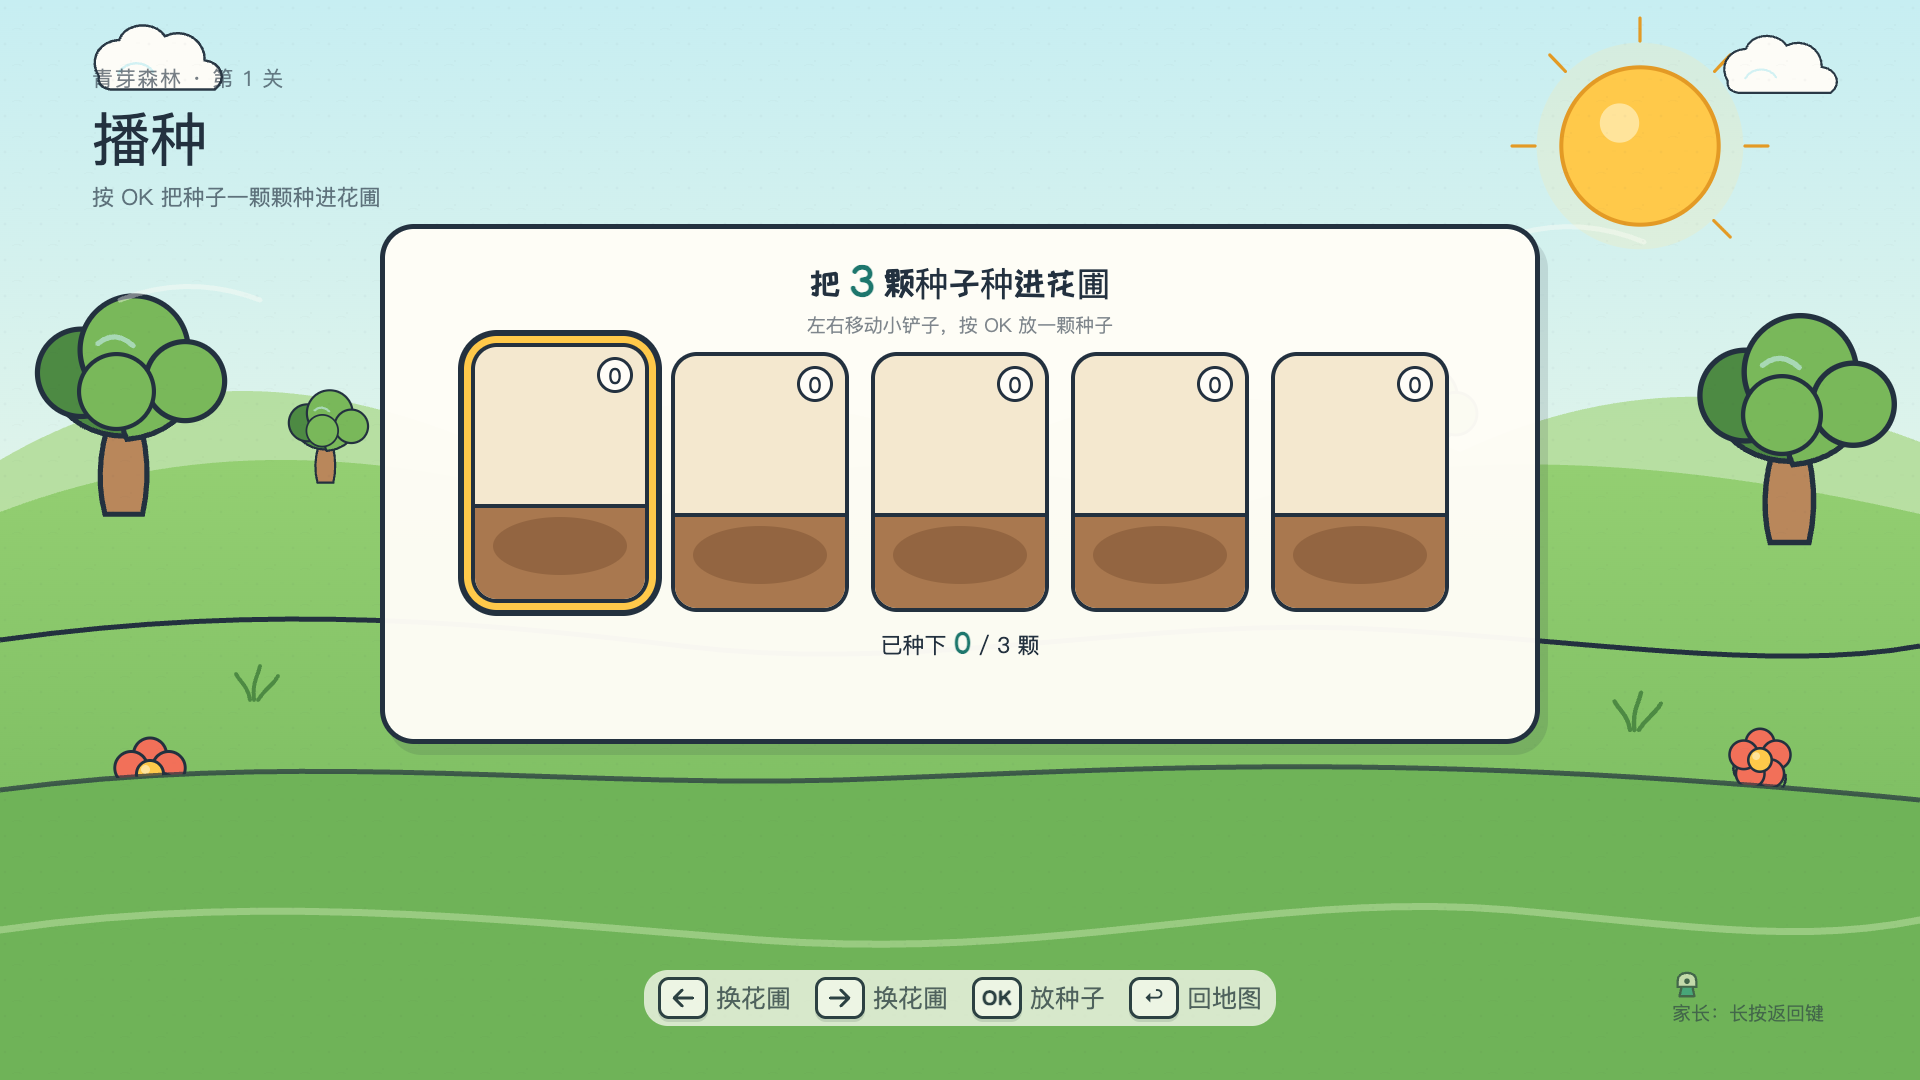 青芽森林 · 第 1 关
播种
按 OK 把种子一颗颗种进花圃
把 3 颗种子种进花圃
左右移动小铲子，按 OK 放一颗种子
0 0 0 0 0
已种下 0 / 3 颗
← 换花圃 → 换花圃 OK 放种子 ↩ 回地图
家长：长按返回键